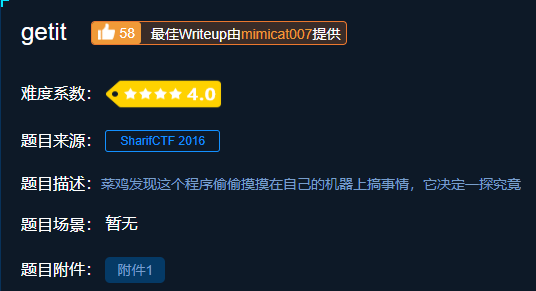 getit 58 最佳Writeup由mimicat007提供
难度系数： 4.0
题目来源： SharifCTF 2016
题目描述： 菜鸡发现这个程序偷偷摸摸在自己的机器上搞事情，它决定一探究竟
题目场景： 暂无
题目附件： 附件1